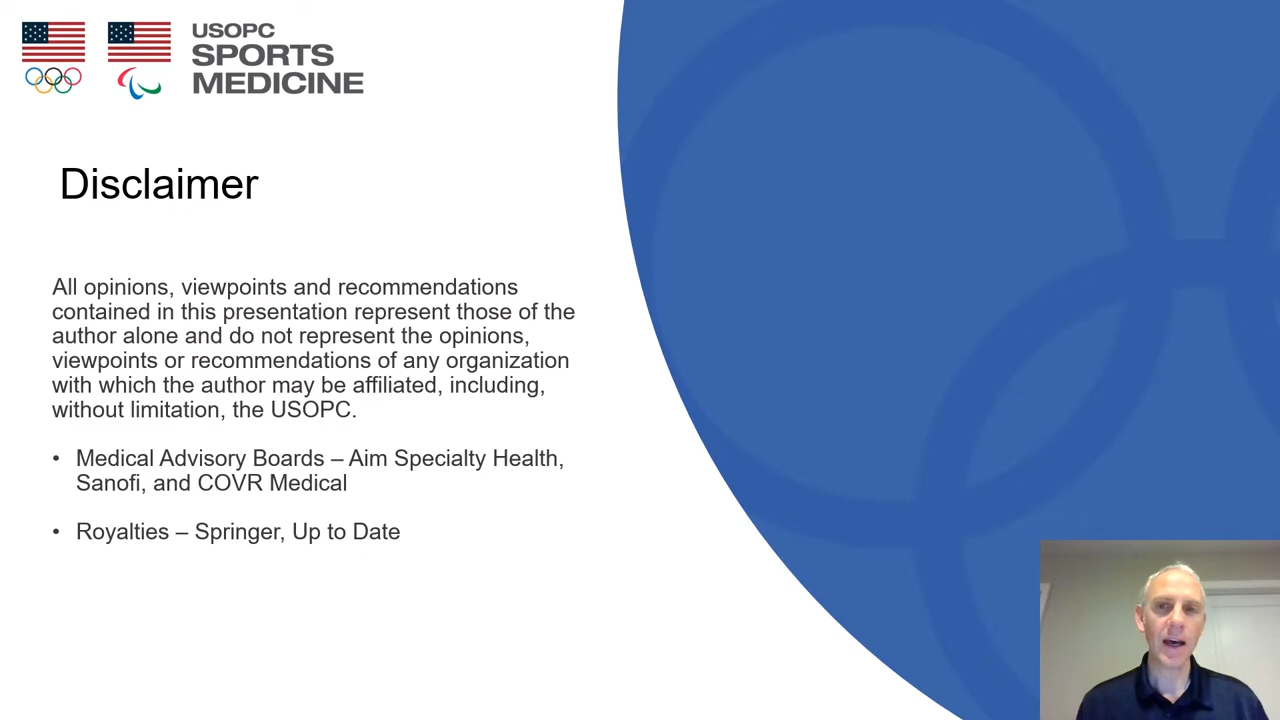 USOPC
SPORTS
MEDICINE
Disclaimer
All opinions, viewpoints and recommendations
contained in this presentation represent those of the
author alone and do not represent the opinions,
viewpoints or recommendations of any organization
with which the author may be affiliated, including,
without limitation, the USOPC.
• Medical Advisory Boards – Aim Specialty Health,
Sanofi, and COVR Medical
• Royalties – Springer, Up to Date